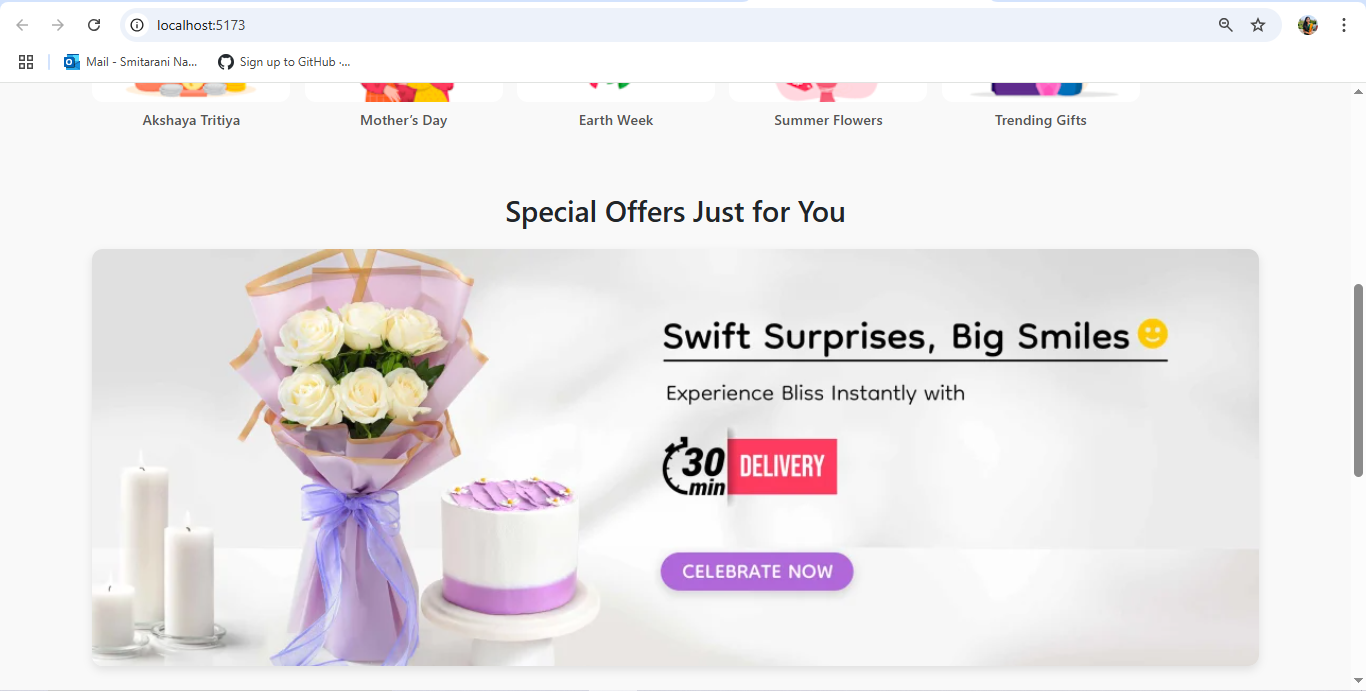 localhost:5173
Mail - Smitarani Na...
Sign up to GitHub ·...
Akshaya Tritiya
Mother’s Day
Earth Week
Summer Flowers
Trending Gifts
Special Offers Just for You
Swift Surprises, Big Smiles
Experience Bliss Instantly with
30 min DELIVERY
CELEBRATE NOW